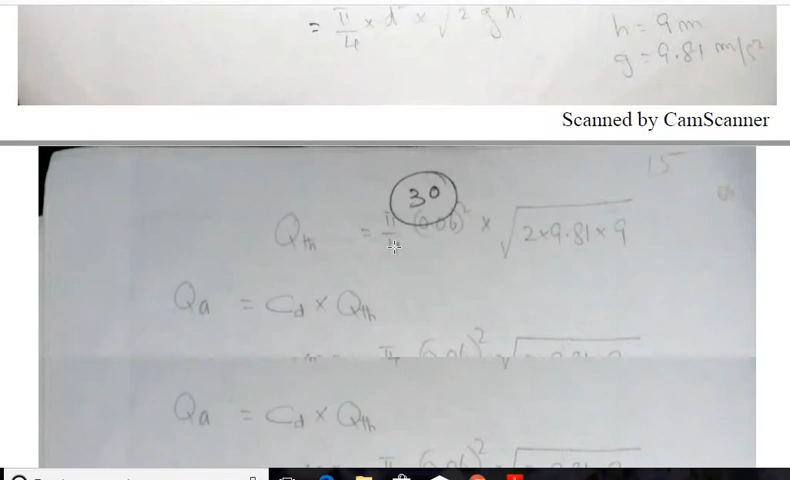 = π/4 × d² × √2 g h
h = 9 m
g = 9.81 m/s²
Scanned by CamScanner
15
30
Qth = π/4 (0.06)² × √2×9.81×9
Qa = Cd × Qth
Qa = Cd × Qth